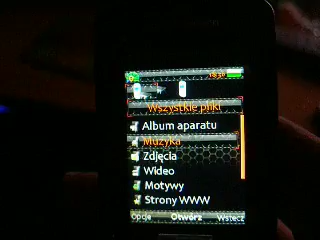 Wszystkie pliki
Album aparatu
Muzyka
Zdjęcia
Wideo
Motywy
Strony WWW
Opcje Otwórz Wstecz